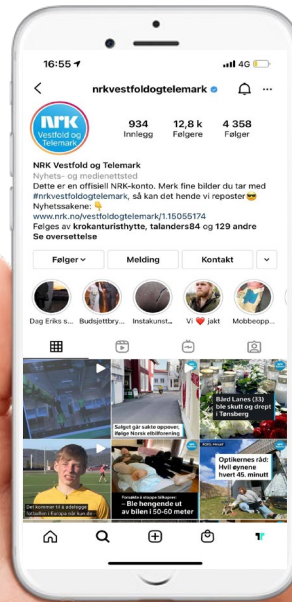 16:55
4G
nrkvestfoldogtelemark
NRK
Vestfold og
Telemark
934
12,8 k
4 358
Innlegg
Følgere
Følger
NRK Vestfold og Telemark
Nyhets- og medienettsted
Dette er en offisiell NRK-konto. Merk fine bilder du tar med
#nrkvestfoldogtelemark, så kan det hende vi reposter😎
Nyhetssakene:👇
www.nrk.no/vestfoldogtelemark/1.15055174
Følges av krokanturisthytte, talanders84 og 129 andre
Se oversettelse
Følger
Melding
Kontakt
Dag Eriks s...
Budsjettbry...
Instakunst...
Vi ❤️ jakt
Mobbeopp...
Salget går sakte oppover,
ifølge Norsk elbilforening
Bård Lanes (33)
ble skutt og drept
i Tønsberg
Det kommer til å ødelegge
fotballen i Europa når kun de
Forsøkte å stoppe bilkaprer:
– Ble hengende ut
av bilen i 50-60 meter
Optikernes råd:
Hvil øynene
hvert 45. minutt